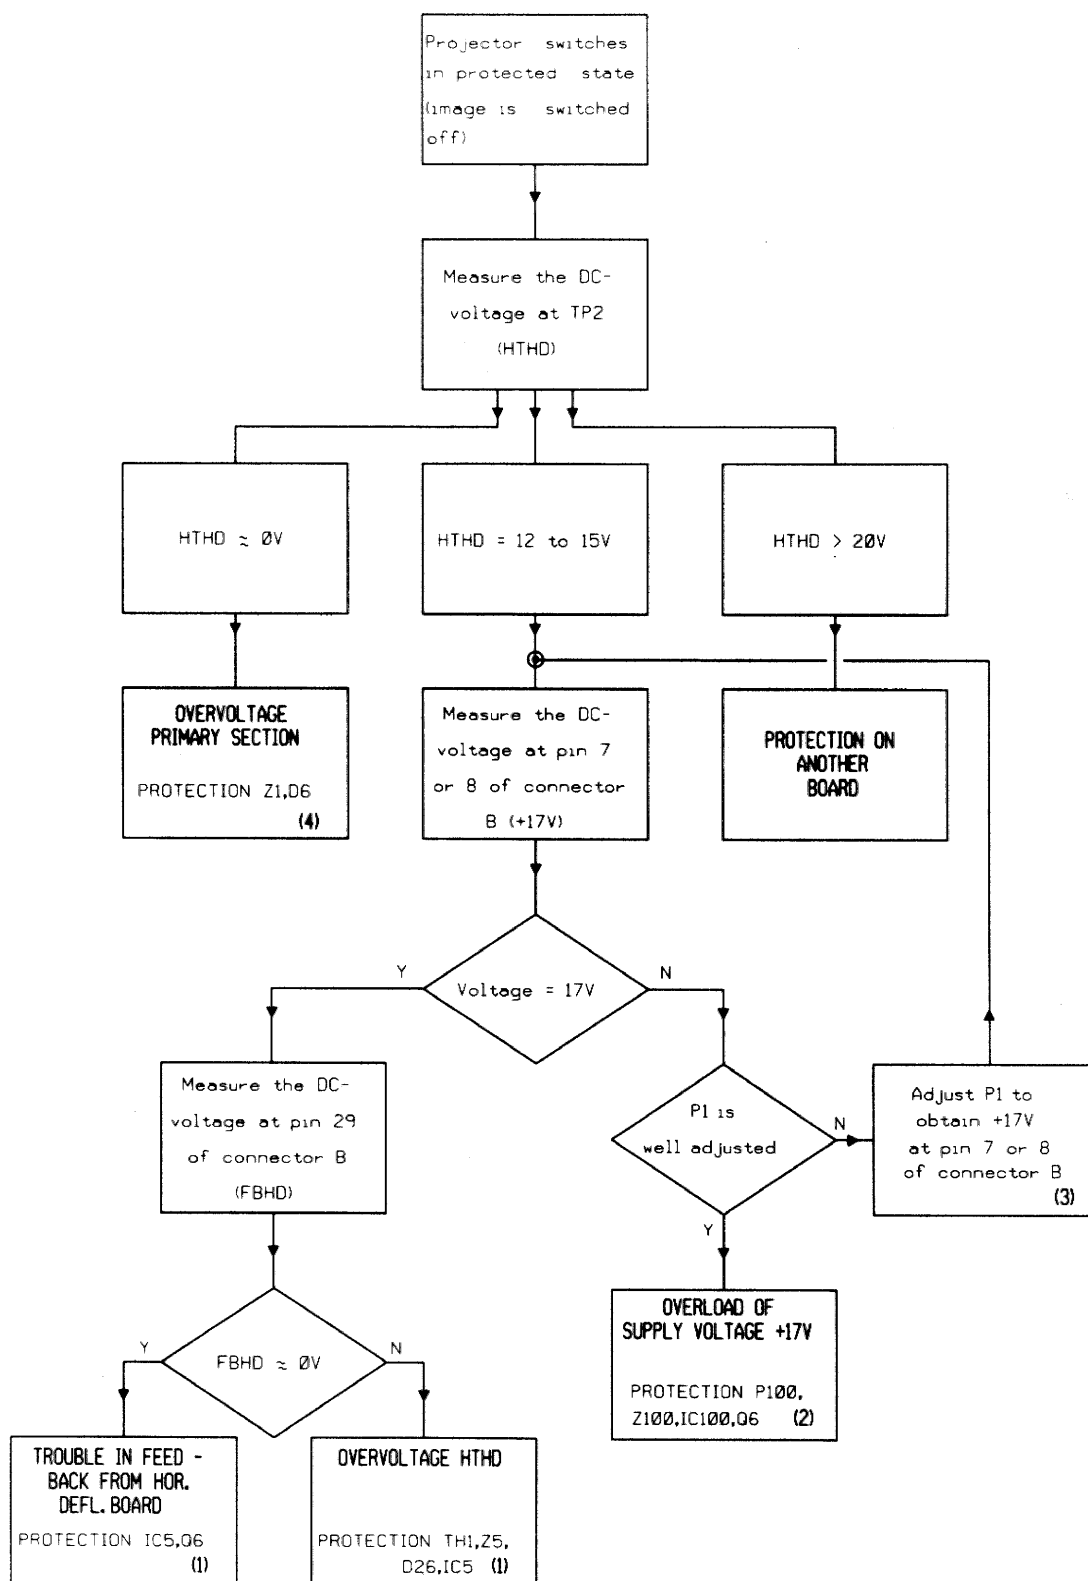 Projector switches
in protected state
(image is switched
off)
Measure the DC-
voltage at TP2
(HTHD)
HTHD ≈ 0V
HTHD = 12 to 15V
HTHD > 20V
OVERVOLTAGE
PRIMARY SECTION
PROTECTION Z1,D6
(4)
Measure the DC-
voltage at pin 7
or 8 of connector
B (+17V)
PROTECTION ON
ANOTHER
BOARD
Y
Voltage = 17V
N
Measure the DC-
voltage at pin 29
of connector B
(FBHD)
P1 is
well adjusted
N
Y
Adjust P1 to
obtain +17V
at pin 7 or 8
of connector B
(3)
Y
FBHD ≈ 0V
N
OVERLOAD OF
SUPPLY VOLTAGE +17V
PROTECTION P100,
Z100,IC100,Q6 (2)
TROUBLE IN FEED -
BACK FROM HOR.
DEFL.BOARD
PROTECTION IC5,Q6
(1)
OVERVOLTAGE HTHD
PROTECTION TH1,Z5,
D26,IC5 (1)